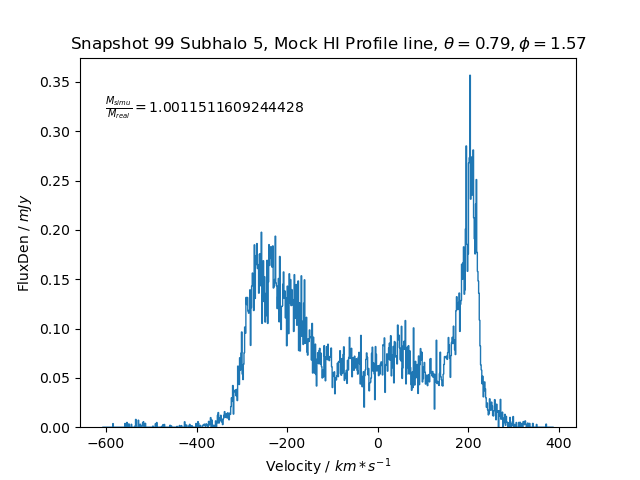 Snapshot 99 Subhalo 5, Mock HI Profile line, θ = 0.79, ϕ = 1.57
M_simu/M_real = 1.0011511609244428
FluxDen / mJy
0.35
0.30
0.25
0.20
0.15
0.10
0.05
0.00
−600 −400 −200 0 200 400
Velocity / km * s⁻¹